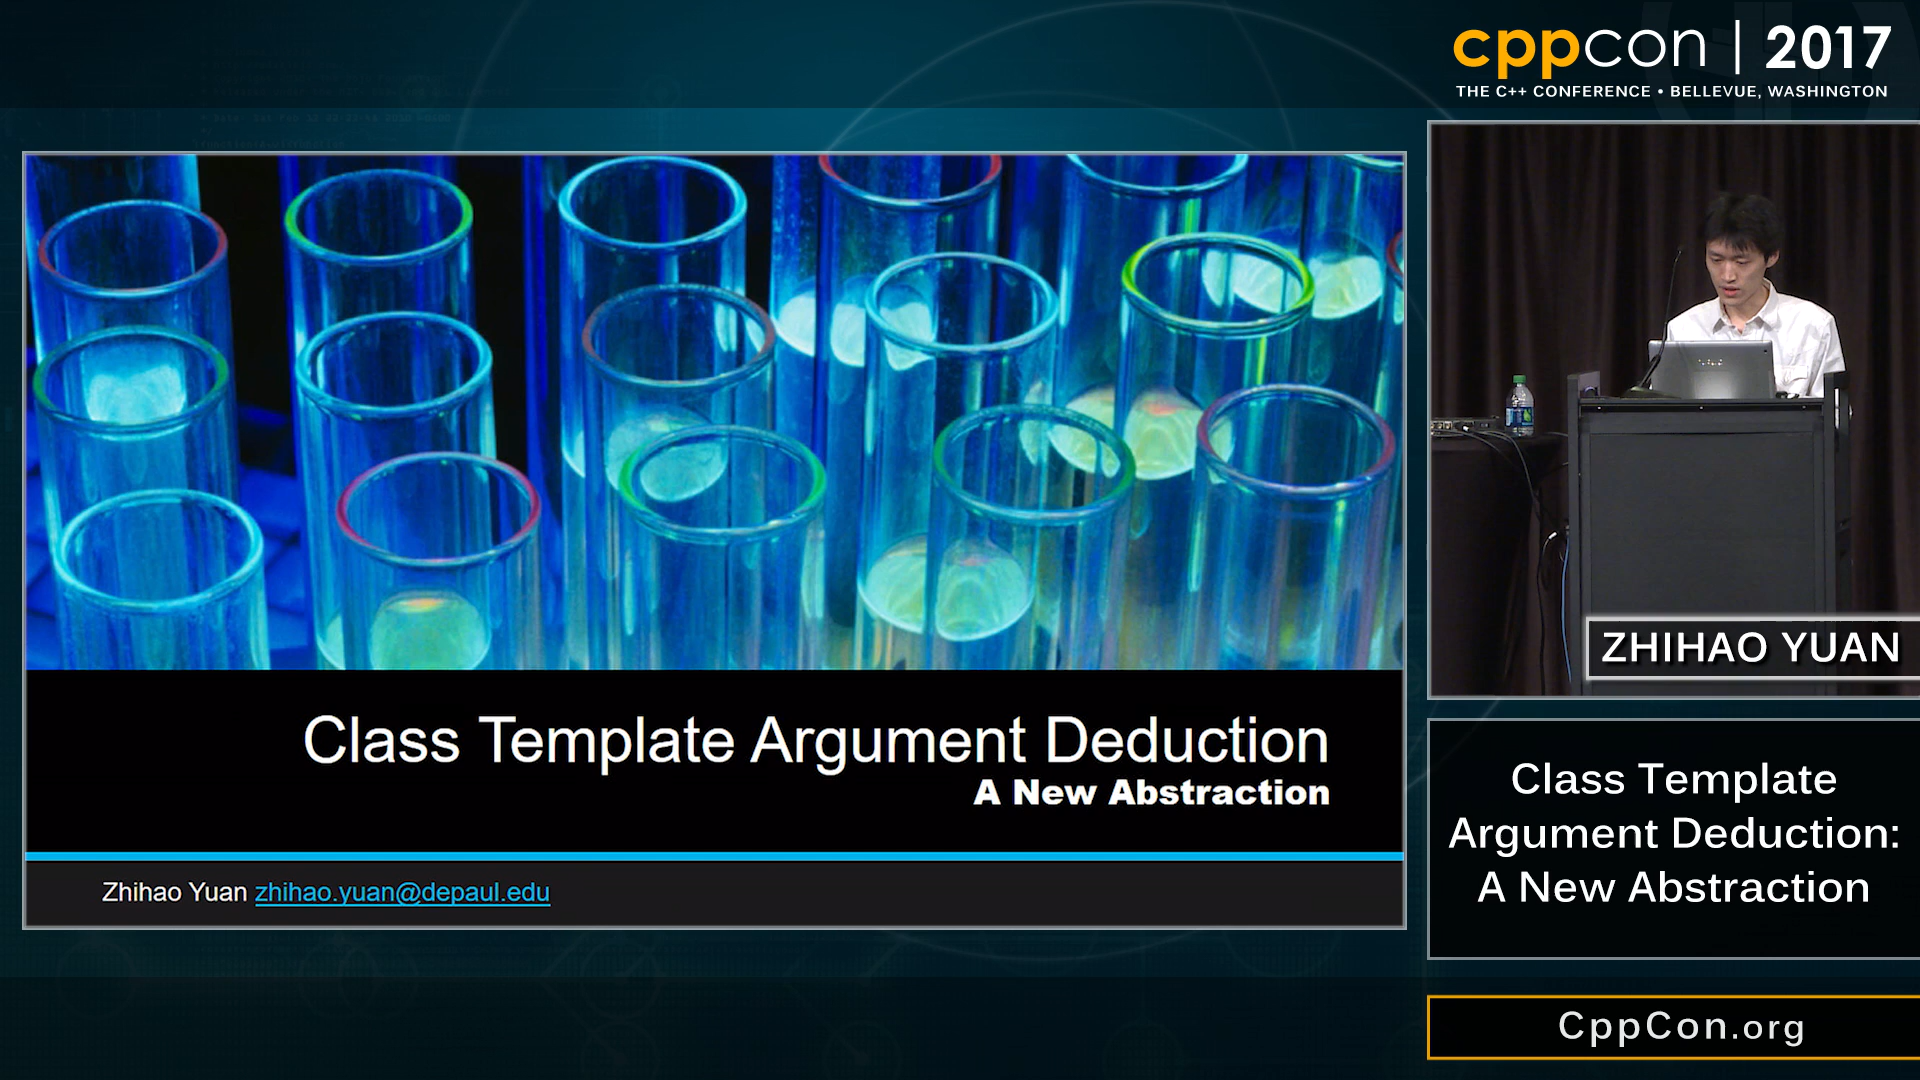 cppcon | 2017
THE C++ CONFERENCE • BELLEVUE, WASHINGTON
Class Template Argument Deduction
A New Abstraction
Zhihao Yuan zhihao.yuan@depaul.edu
ZHIHAO YUAN
Class Template
Argument Deduction:
A New Abstraction
CppCon.org